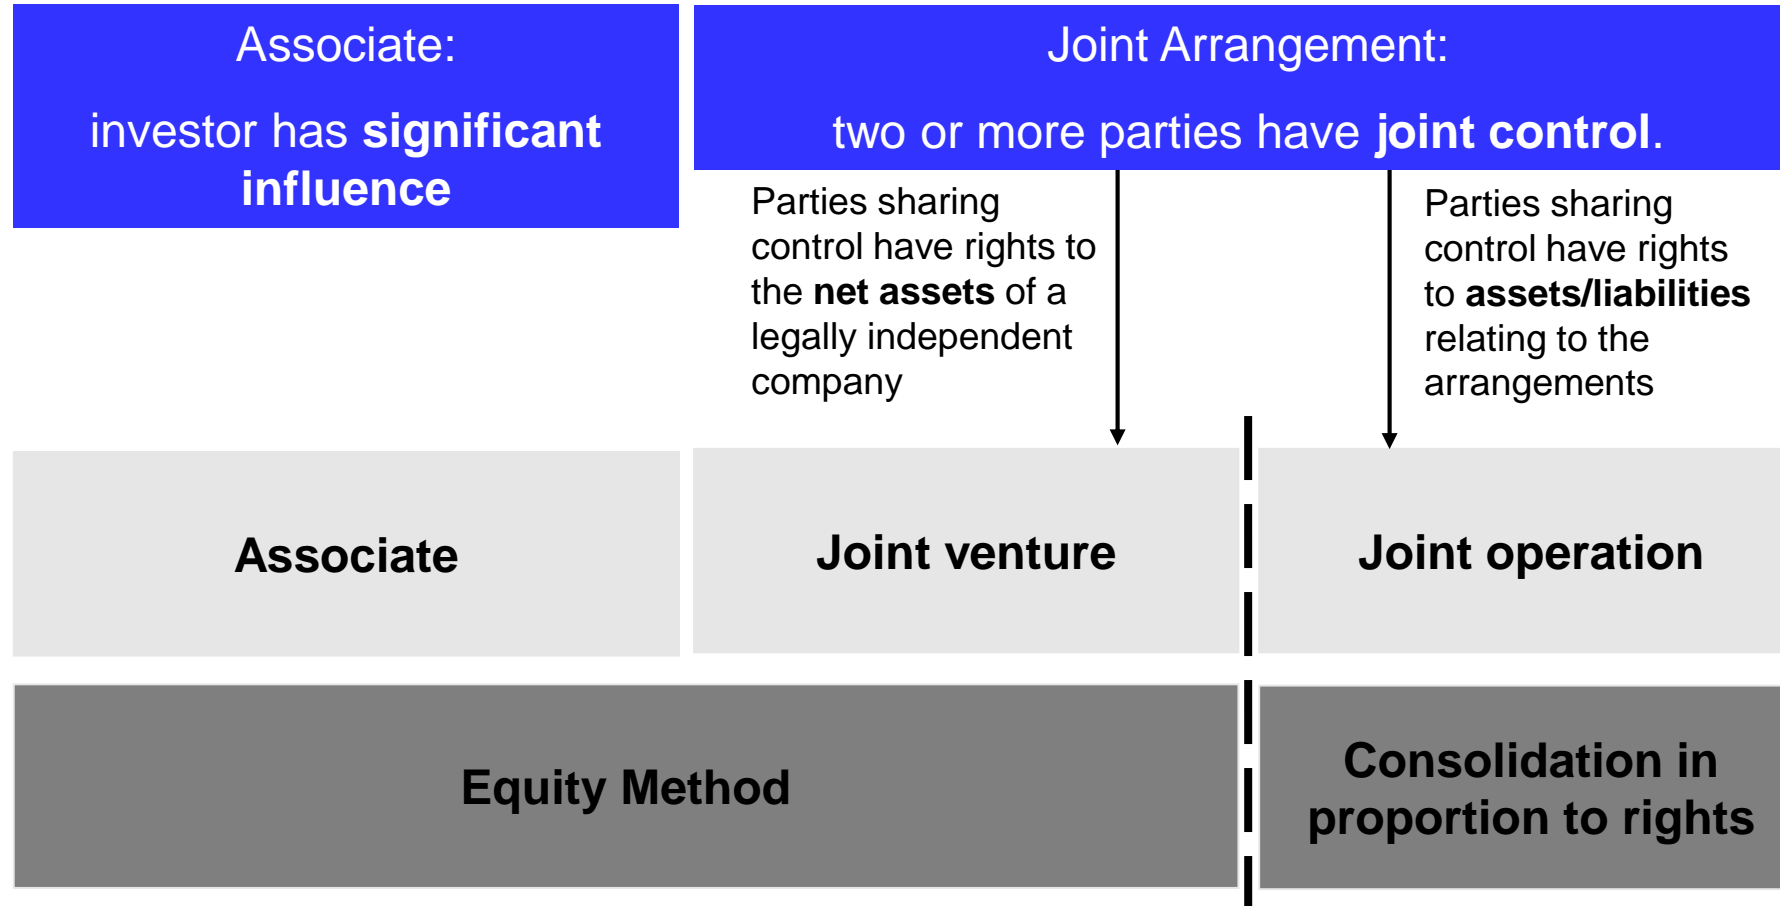 Associate:
investor has significant
influence
Joint Arrangement:
two or more parties have joint control.
Parties sharing
control have rights to
the net assets of a
legally independent
company
Parties sharing
control have rights
to assets/liabilities
relating to the
arrangements
Associate
Joint venture
Joint operation
Equity Method
Consolidation in
proportion to rights